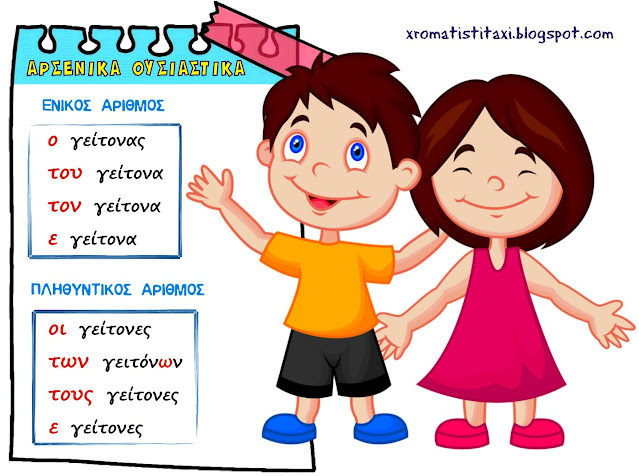 xromatistitaxi.blogspot.com
ΑΡΣΕΝΙΚΑ ΟΥΣΙΑΣΤΙΚΑ
ΕΝΙΚΟΣ ΑΡΙΘΜΟΣ
ο γείτονας
του γείτονα
τον γείτονα
ε γείτονα
ΠΛΗΘΥΝΤΙΚΟΣ ΑΡΙΘΜΟΣ
οι γείτονες
των γειτόνων
τους γείτονες
ε γείτονες